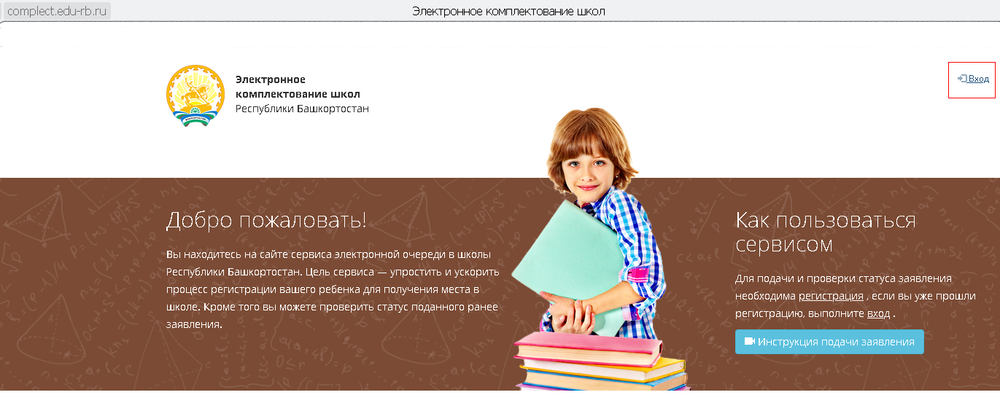 complect.edu-rb.ru
Электронное комплектование школ
Электронное
комплектование школ
Республики Башкортостан
Вход
Добро пожаловать!
Вы находитесь на сайте сервиса электронной очереди в школы
Республики Башкортостан. Цель сервиса — упростить и ускорить
процесс регистрации вашего ребенка для получения места в
школе. Кроме того вы можете проверить статус поданного ранее
заявления.
Как пользоваться
сервисом
Для подачи и проверки статуса заявления
необходима регистрация , если вы уже прошли
регистрацию, выполните вход .
Инструкция подачи заявления